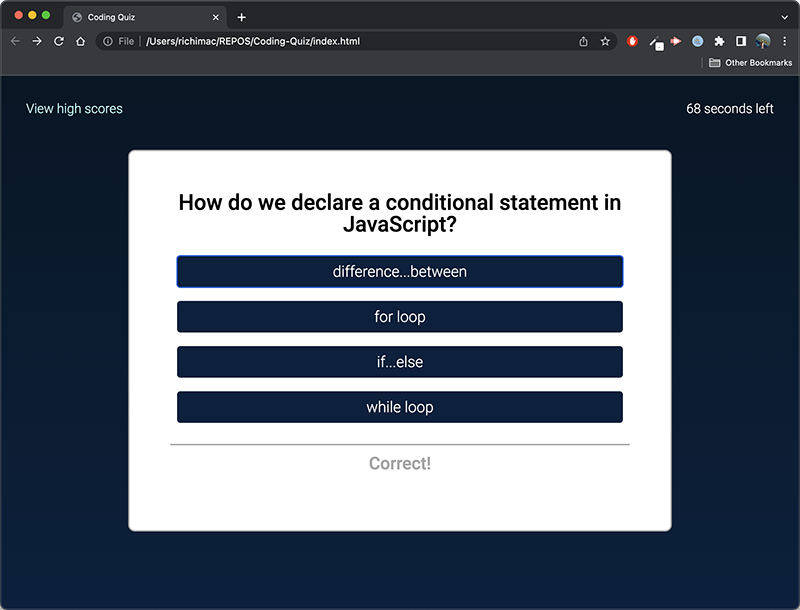 Coding Quiz
File /Users/richimac/REPOS/Coding-Quiz/index.html
Other Bookmarks
View high scores
68 seconds left
How do we declare a conditional statement in
JavaScript?
difference...between
for loop
if...else
while loop
Correct!